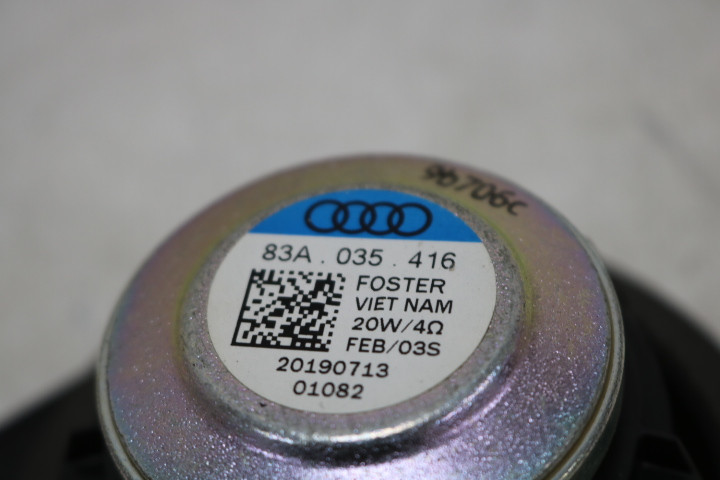 96706C
83A . 035 . 416
FOSTER
VIET NAM
20W/4Ω
FEB/03S
20190713
01082